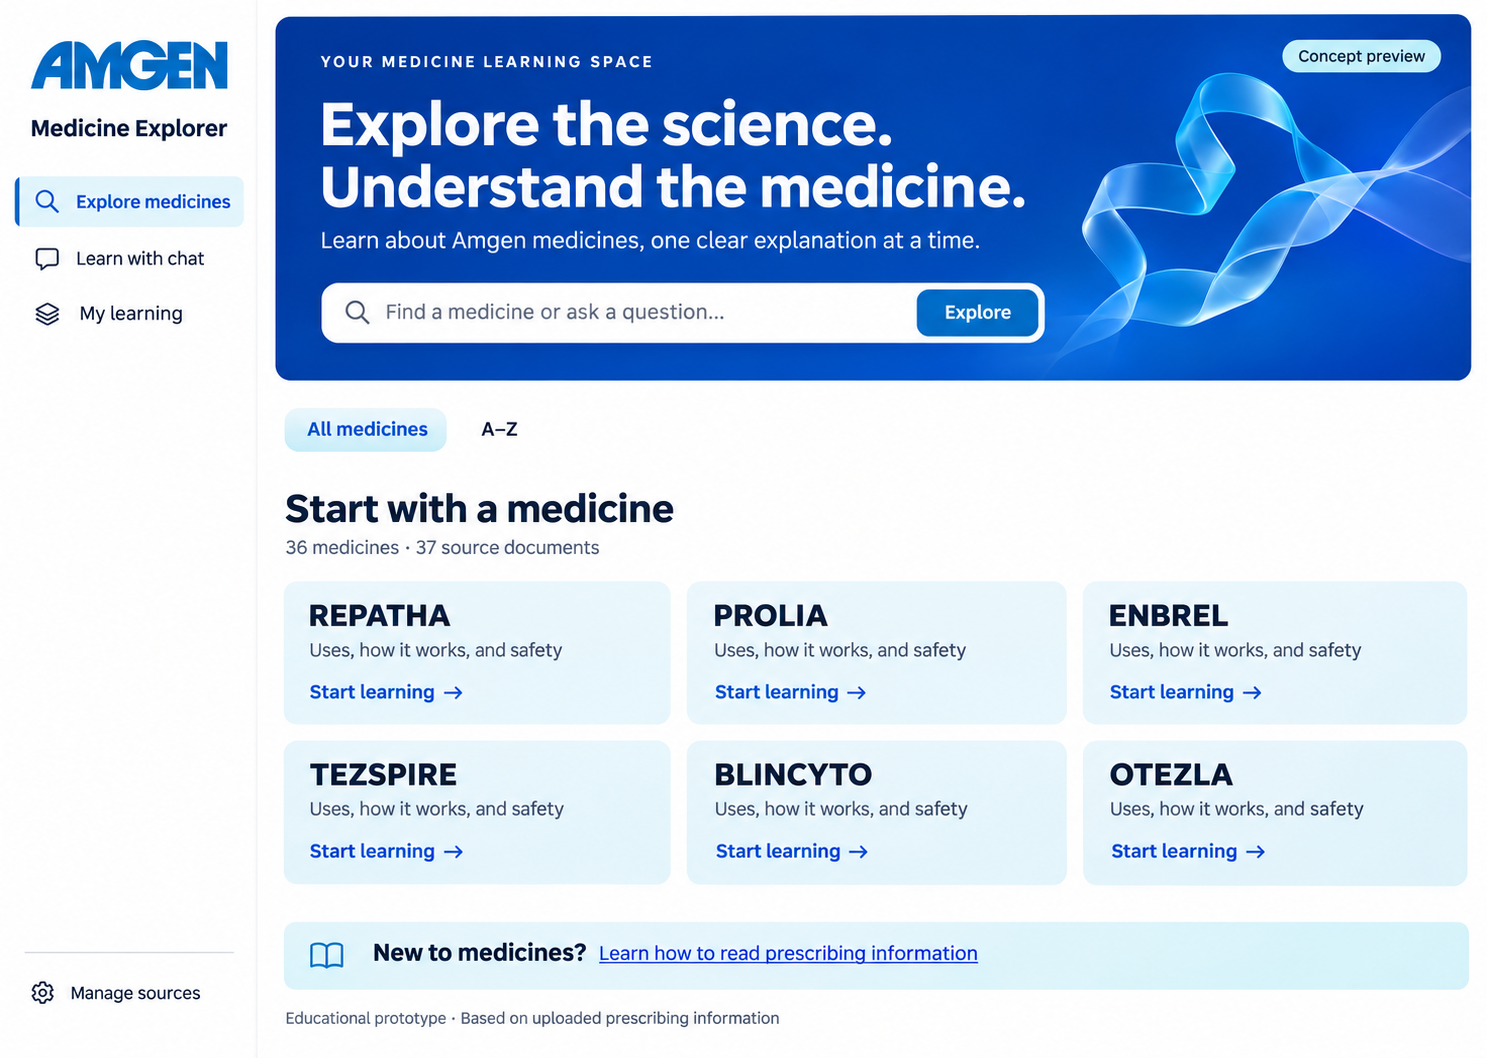 AMGEN
Medicine Explorer
Explore medicines
Learn with chat
My learning
Manage sources
YOUR MEDICINE LEARNING SPACE
Concept preview
Explore the science.
Understand the medicine.
Learn about Amgen medicines, one clear explanation at a time.
Find a medicine or ask a question...
Explore
All medicines
A–Z
Start with a medicine
36 medicines · 37 source documents
REPATHA
Uses, how it works, and safety
Start learning →
PROLIA
Uses, how it works, and safety
Start learning →
ENBREL
Uses, how it works, and safety
Start learning →
TEZSPIRE
Uses, how it works, and safety
Start learning →
BLINCYTO
Uses, how it works, and safety
Start learning →
OTEZLA
Uses, how it works, and safety
Start learning →
New to medicines? Learn how to read prescribing information
Educational prototype · Based on uploaded prescribing information